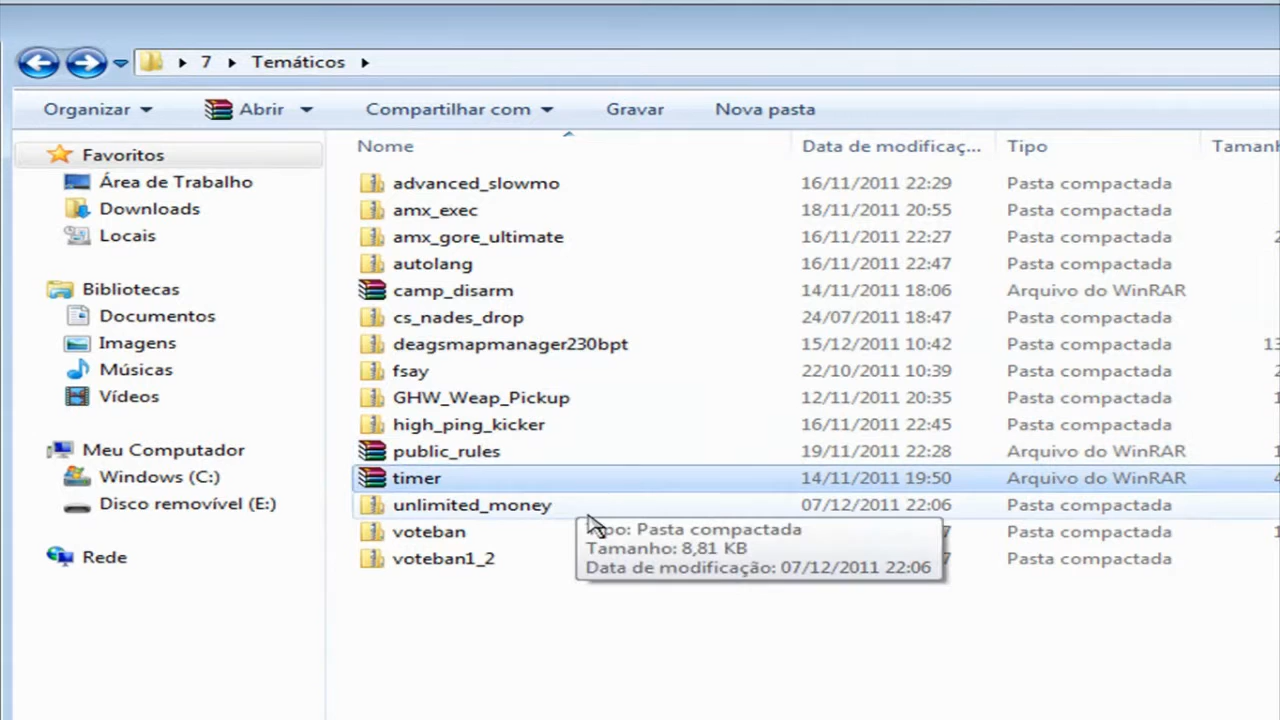 7 Temáticos
Organizar Abrir Compartilhar com Gravar Nova pasta
Nome Data de modificaç... Tipo
Favoritos
Área de Trabalho
Downloads
Locais
Bibliotecas
Documentos
Imagens
Músicas
Vídeos
Meu Computador
Windows (C:)
Disco removível (E:)
Rede
advanced_slowmo 16/11/2011 22:29 Pasta compactada
amx_exec 18/11/2011 20:55 Pasta compactada
amx_gore_ultimate 16/11/2011 22:27 Pasta compactada
autolang 16/11/2011 22:47 Pasta compactada
camp_disarm 14/11/2011 18:06 Arquivo do WinRAR
cs_nades_drop 24/07/2011 18:47 Pasta compactada
deagsmapmanager230bpt 15/12/2011 10:42 Pasta compactada
fsay 22/10/2011 10:39 Pasta compactada
GHW_Weap_Pickup 12/11/2011 20:35 Pasta compactada
high_ping_kicker 16/11/2011 22:45 Pasta compactada
public_rules 19/11/2011 22:28 Arquivo do WinRAR
timer 14/11/2011 19:50 Arquivo do WinRAR
unlimited_money 07/12/2011 22:06 Pasta compactada
voteban Pasta compactada
voteban1_2 Pasta compactada
Pasta compactada
Tamanho: 8,81 KB
Data de modificação: 07/12/2011 22:06